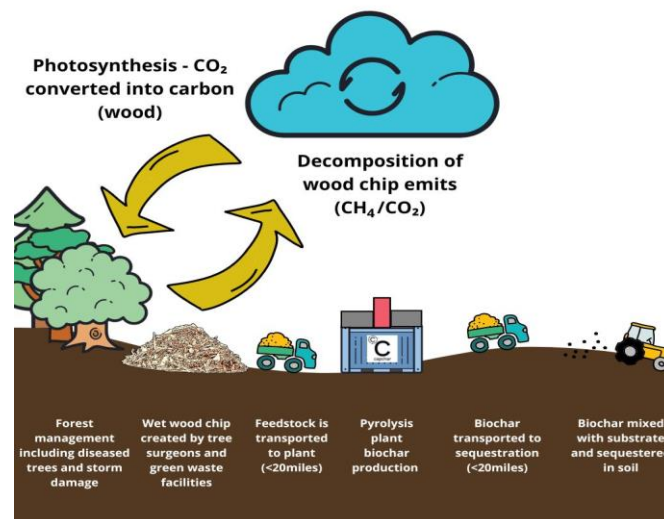 Photosynthesis - CO₂
converted into carbon
(wood)
Decomposition of
wood chip emits
(CH₄/CO₂)
C
Forest
management
including diseased
trees and storm
damage
Wet wood chip
created by tree
surgeons and
green waste
facilities
Feedstock is
transported
to plant
(<20miles)
Pyrolysis
plant
biochar
production
Biochar
transported to
sequestration
(<20miles)
Biochar mixed
with substrate
and sequestered
in soil